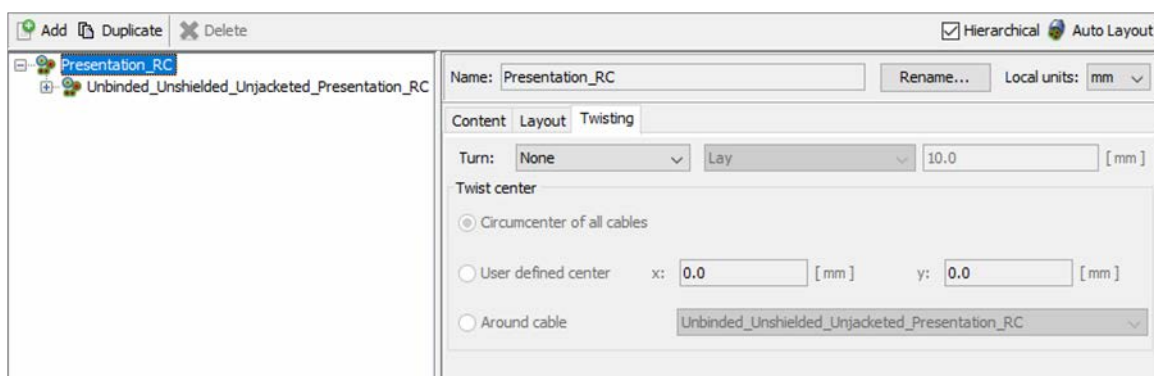 Add Duplicate Delete Hierarchical Auto Layout
Presentation_RC
Unbinded_Unshielded_Unjacketed_Presentation_RC
Name: Presentation_RC Rename... Local units: mm
Content Layout Twisting
Turn: None Lay 10.0 [mm]
Twist center
Circumcenter of all cables
User defined center x: 0.0 [mm] y: 0.0 [mm]
Around cable Unbinded_Unshielded_Unjacketed_Presentation_RC